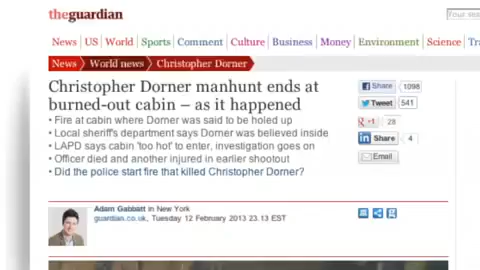 theguardian
Your sea
News US World Sports Comment Culture Business Money Environment Science Tra
News World news Christopher Dorner
Christopher Dorner manhunt ends at
burned-out cabin – as it happened
• Fire at cabin where Dorner was said to be holed up
• Local sheriff's department says Dorner was believed inside
• LAPD says cabin 'too hot' to enter, investigation goes on
• Officer died and another injured in earlier shootout
• Did the police start fire that killed Christopher Dorner?
Share 1098
Tweet 541
+1 28
Share 4
Email
Adam Gabbatt in New York
guardian.co.uk, Tuesday 12 February 2013 23.13 EST